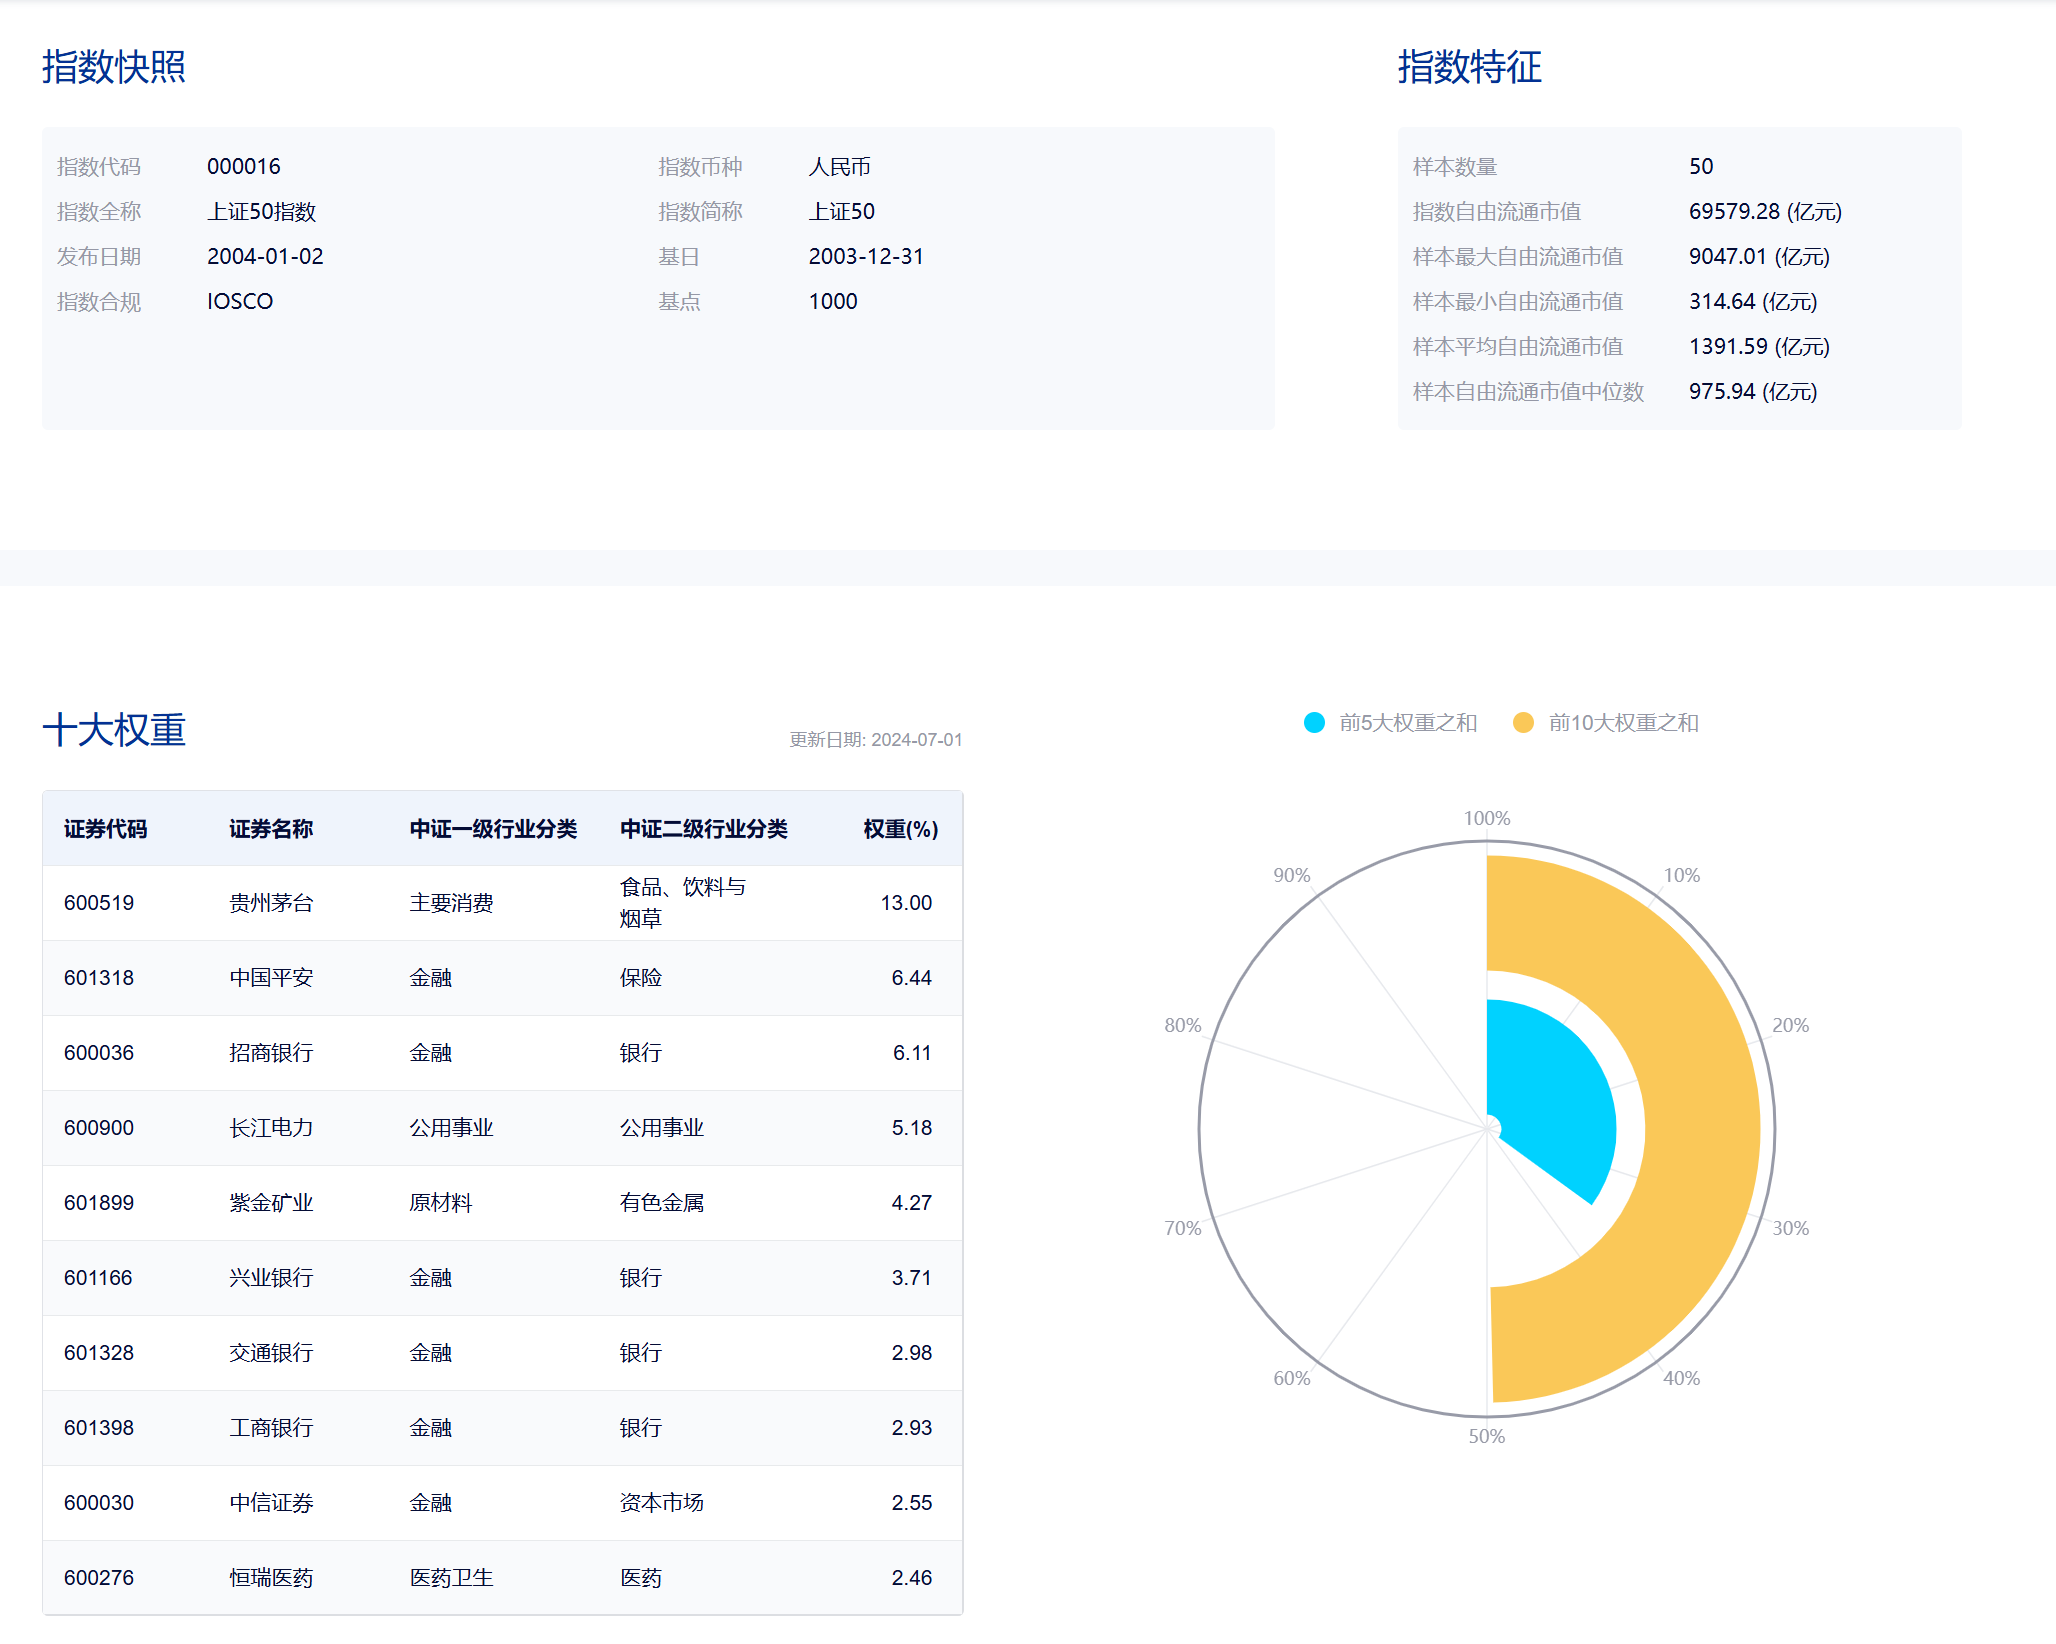 指数快照
指数代码 000016 指数币种 人民币
指数全称 上证50指数 指数简称 上证50
发布日期 2004-01-02 基日 2003-12-31
指数合规 IOSCO 基点 1000
指数特征
样本数量 50
指数自由流通市值 69579.28 (亿元)
样本最大自由流通市值 9047.01 (亿元)
样本最小自由流通市值 314.64 (亿元)
样本平均自由流通市值 1391.59 (亿元)
样本自由流通市值中位数 975.94 (亿元)
十大权重
更新日期: 2024-07-01
证券代码 证券名称 中证一级行业分类 中证二级行业分类 权重(%)
600519 贵州茅台 主要消费 食品、饮料与
烟草 13.00
601318 中国平安 金融 保险 6.44
600036 招商银行 金融 银行 6.11
600900 长江电力 公用事业 公用事业 5.18
601899 紫金矿业 原材料 有色金属 4.27
601166 兴业银行 金融 银行 3.71
601328 交通银行 金融 银行 2.98
601398 工商银行 金融 银行 2.93
600030 中信证券 金融 资本市场 2.55
600276 恒瑞医药 医药卫生 医药 2.46
前5大权重之和 前10大权重之和
100%
10%
20%
30%
40%
50%
60%
70%
80%
90%